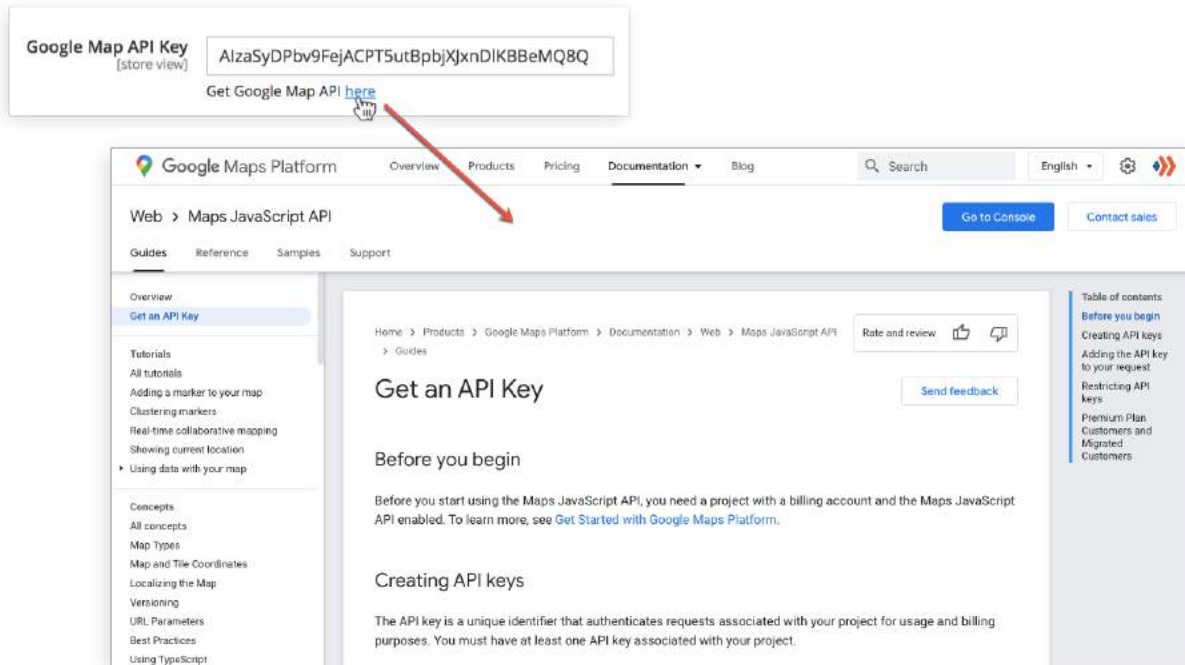 Google Map API Key
[store view]
AIzaSyDPbv9FejACPT5utBpbjXJxnDlKBBeMQ8Q
Get Google Map API here
Google Maps Platform
Overview Products Pricing Documentation Blog
Search
English
Web > Maps JavaScript API
Go to Console
Contact sales
Guides Reference Samples Support
Overview
Get an API Key
Tutorials
All tutorials
Adding a marker to your map
Clustering markers
Real-time collaborative mapping
Showing current location
Using data with your map
Concepts
All concepts
Map Types
Map and Tile Coordinates
Localizing the Map
Versioning
URL Parameters
Best Practices
Using TypeScript
Home > Products > Google Maps Platform > Documentation > Web > Maps JavaScript API
> Guides
Rate and review
Get an API Key
Send feedback
Before you begin
Before you start using the Maps JavaScript API, you need a project with a billing account and the Maps JavaScript
API enabled. To learn more, see Get Started with Google Maps Platform.
Creating API keys
The API key is a unique identifier that authenticates requests associated with your project for usage and billing
purposes. You must have at least one API key associated with your project.
Table of contents
Before you begin
Creating API keys
Adding the API key
to your request
Restricting API
keys
Premium Plan
Customers and
Migrated
Customers